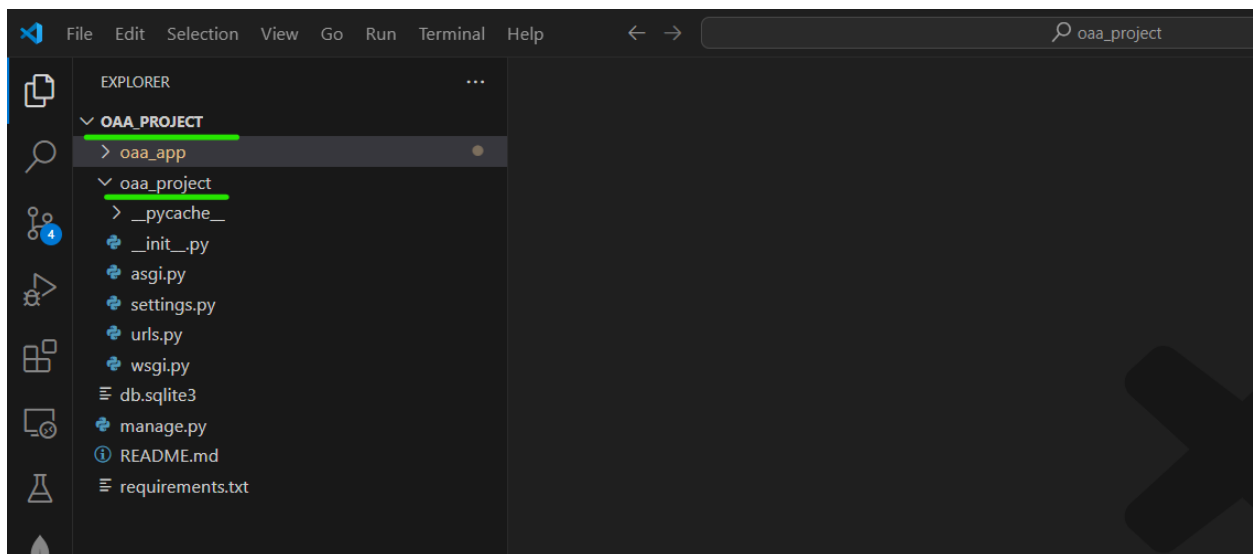 File Edit Selection View Go Run Terminal Help oaa_project
EXPLORER ...
OAA_PROJECT
oaa_app
oaa_project
__pycache__
__init__.py
4
asgi.py
settings.py
urls.py
wsgi.py
db.sqlite3
manage.py
README.md
requirements.txt